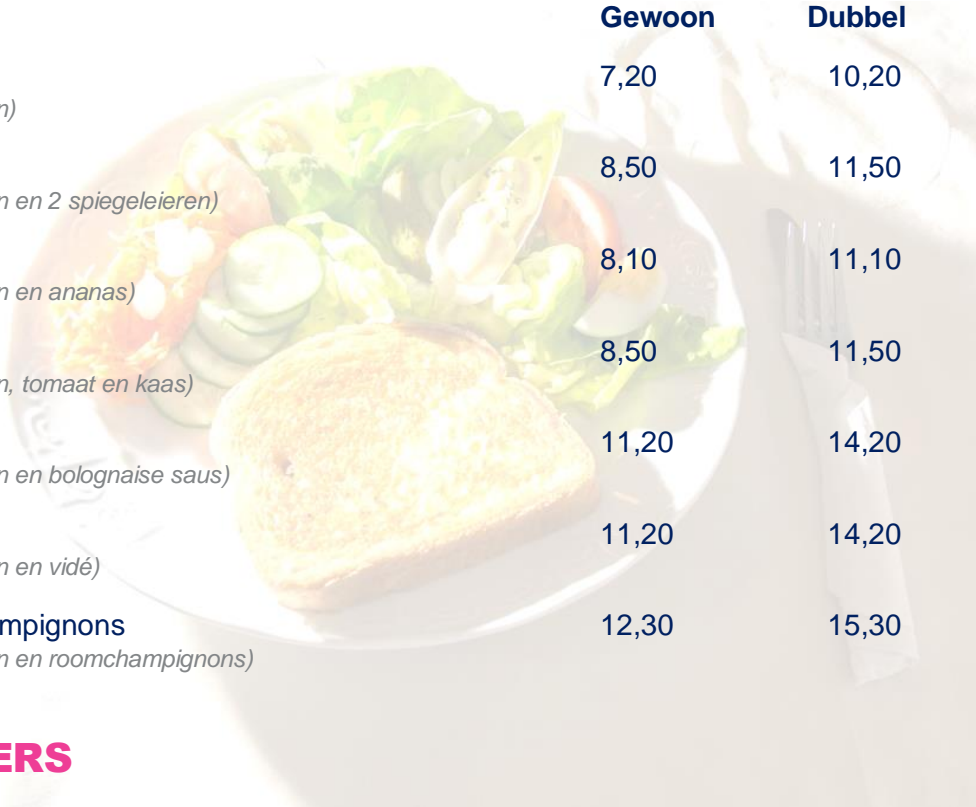 Gewoon Dubbel
7,20 10,20
n)
8,50 11,50
n en 2 spiegeleieren)
8,10 11,10
n en ananas)
8,50 11,50
n, tomaat en kaas)
11,20 14,20
n en bolognaise saus)
11,20 14,20
n en vidé)
mpignons 12,30 15,30
n en roomchampignons)
ERS